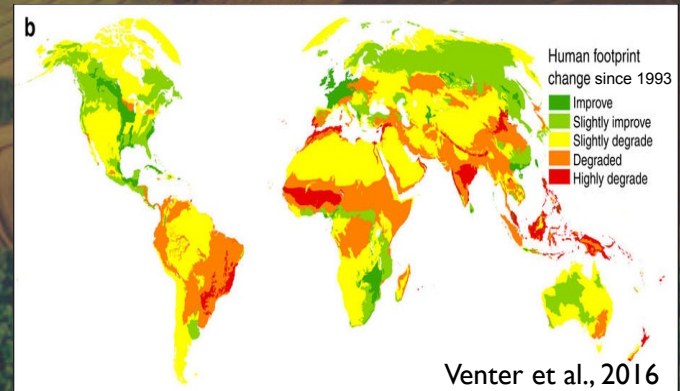 b
Human footprint
change since 1993
Improve
Slightly improve
Slightly degrade
Degraded
Highly degrade
Venter et al., 2016